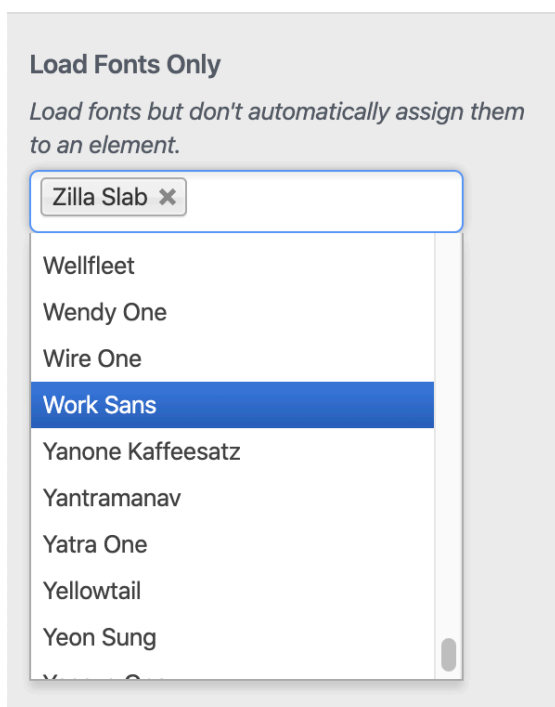 Load Fonts Only
Load fonts but don't automatically assign them
to an element.
Zilla Slab
Wellfleet
Wendy One
Wire One
Work Sans
Yanone Kaffeesatz
Yantramanav
Yatra One
Yellowtail
Yeon Sung